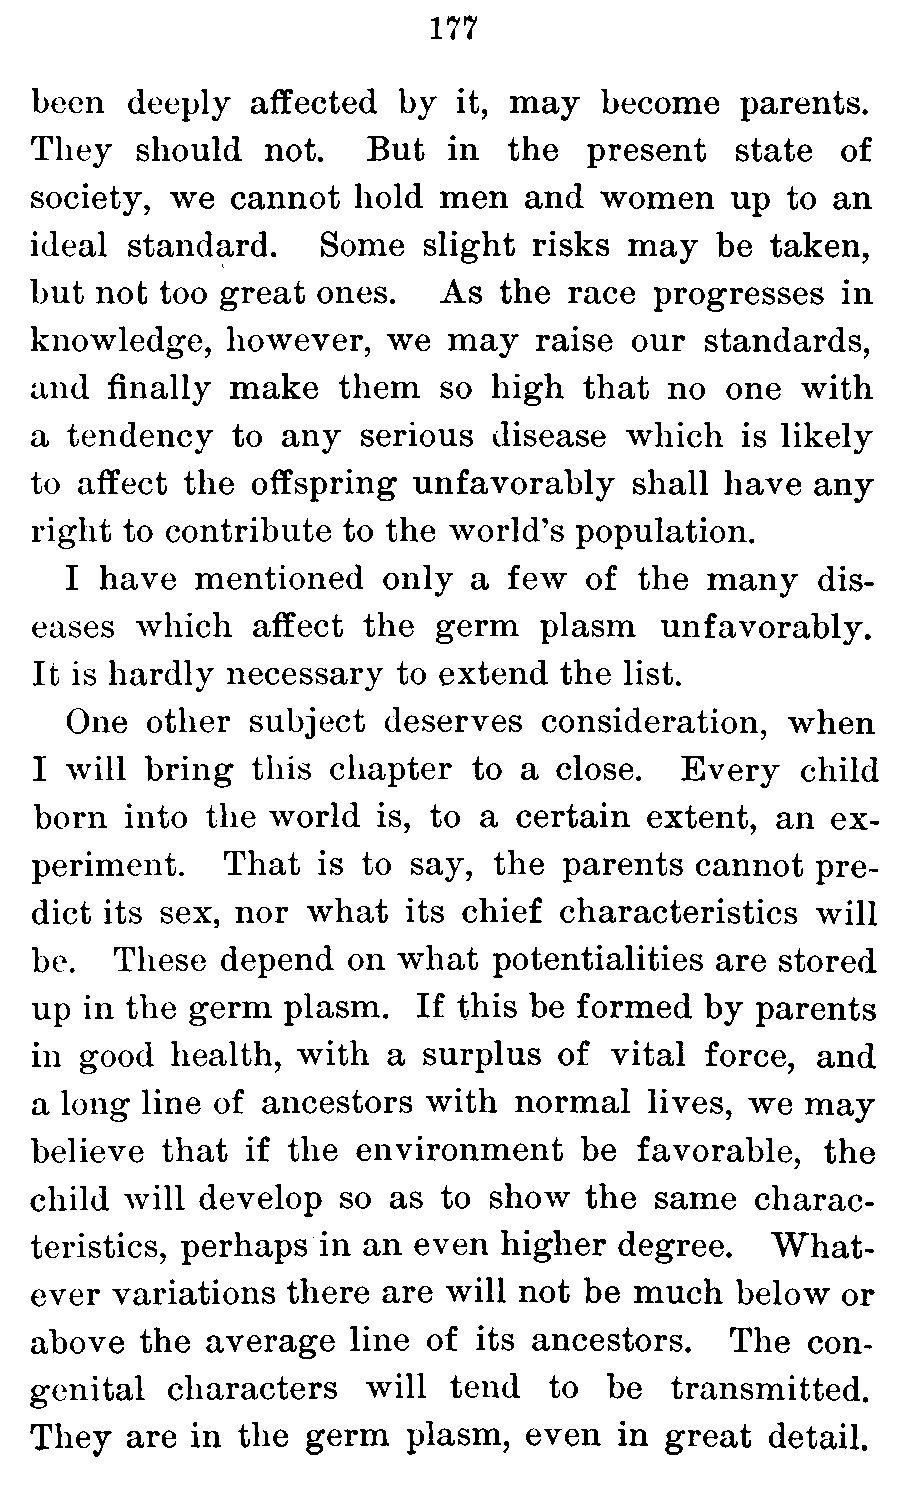 177
been deeply affected by it, may become parents.
They should not. But in the present state of
society, we cannot hold men and women up to an
ideal standard. Some slight risks may be taken,
but not too great ones. As the race progresses in
knowledge, however, we may raise our standards,
and finally make them so high that no one with
a tendency to any serious disease which is likely
to affect the offspring unfavorably shall have any
right to contribute to the world's population.
I have mentioned only a few of the many dis-
eases which affect the germ plasm unfavorably.
It is hardly necessary to extend the list.
One other subject deserves consideration, when
I will bring this chapter to a close. Every child
born into the world is, to a certain extent, an ex-
periment. That is to say, the parents cannot pre-
dict its sex, nor what its chief characteristics will
be. These depend on what potentialities are stored
up in the germ plasm. If this be formed by parents
in good health, with a surplus of vital force, and
a long line of ancestors with normal lives, we may
believe that if the environment be favorable, the
child will develop so as to show the same charac-
teristics, perhaps in an even higher degree. What-
ever variations there are will not be much below or
above the average line of its ancestors. The con-
genital characters will tend to be transmitted.
They are in the germ plasm, even in great detail.